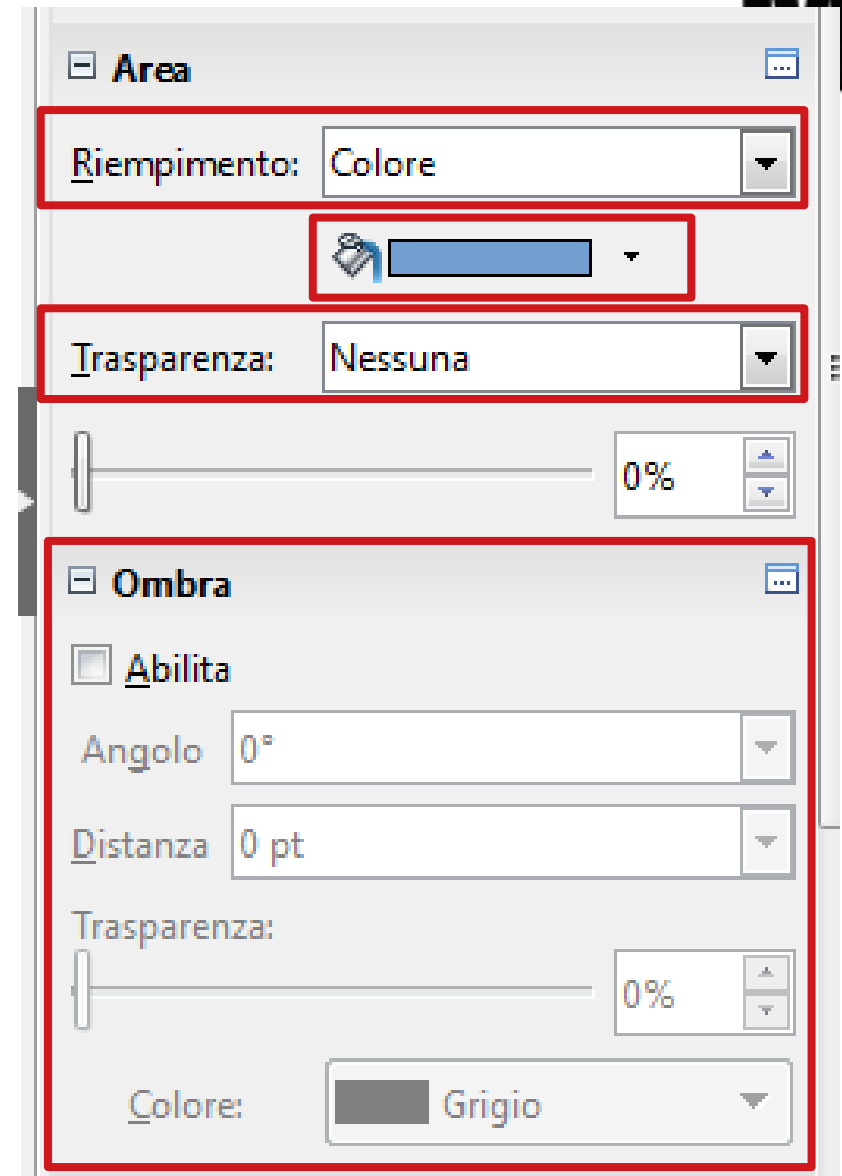 Area
Riempimento: Colore
Trasparenza: Nessuna
0%
Ombra
Abilita
Angolo 0°
Distanza 0 pt
Trasparenza:
0%
Colore: Grigio